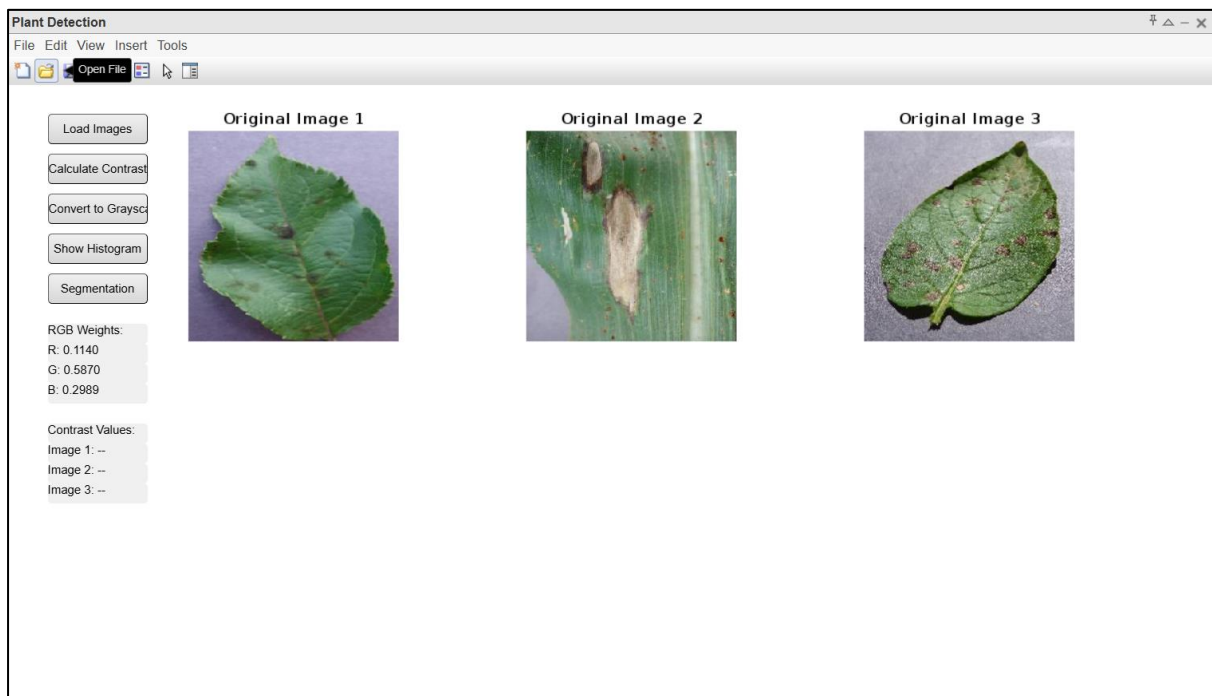 Plant Detection
File Edit View Insert Tools
Open File
Load Images
Calculate Contrast
Convert to Graysca
Show Histogram
Segmentation
RGB Weights:
R: 0.1140
G: 0.5870
B: 0.2989
Contrast Values:
Image 1: --
Image 2: --
Image 3: --
Original Image 1
Original Image 2
Original Image 3